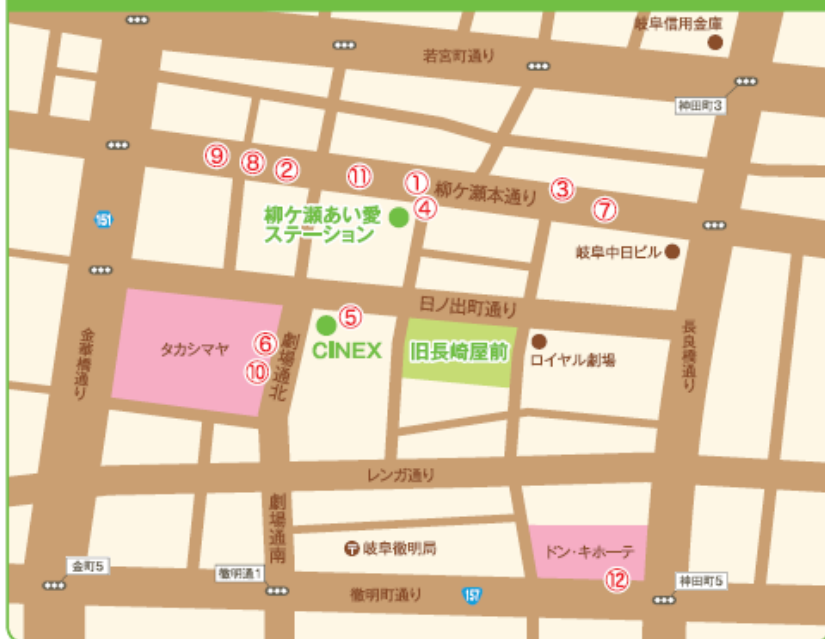 岐阜信用金庫
若宮町通り
神田町3
⑨
⑧
②
⑪
①
柳ケ瀬本通り
③
④
⑦
柳ケ瀬あい愛
ステーション
151
岐阜中日ビル
日ノ出町通り
⑤
CINEX
タカシマヤ
⑥
⑩
劇場通北
旧長崎屋前
ロイヤル劇場
金華橋通り
長良橋通り
レンガ通り
劇場通南
岐阜徹明局
ドン・キホーテ
⑫
金町5
徹明通1
神田町5
徹明町通り
157